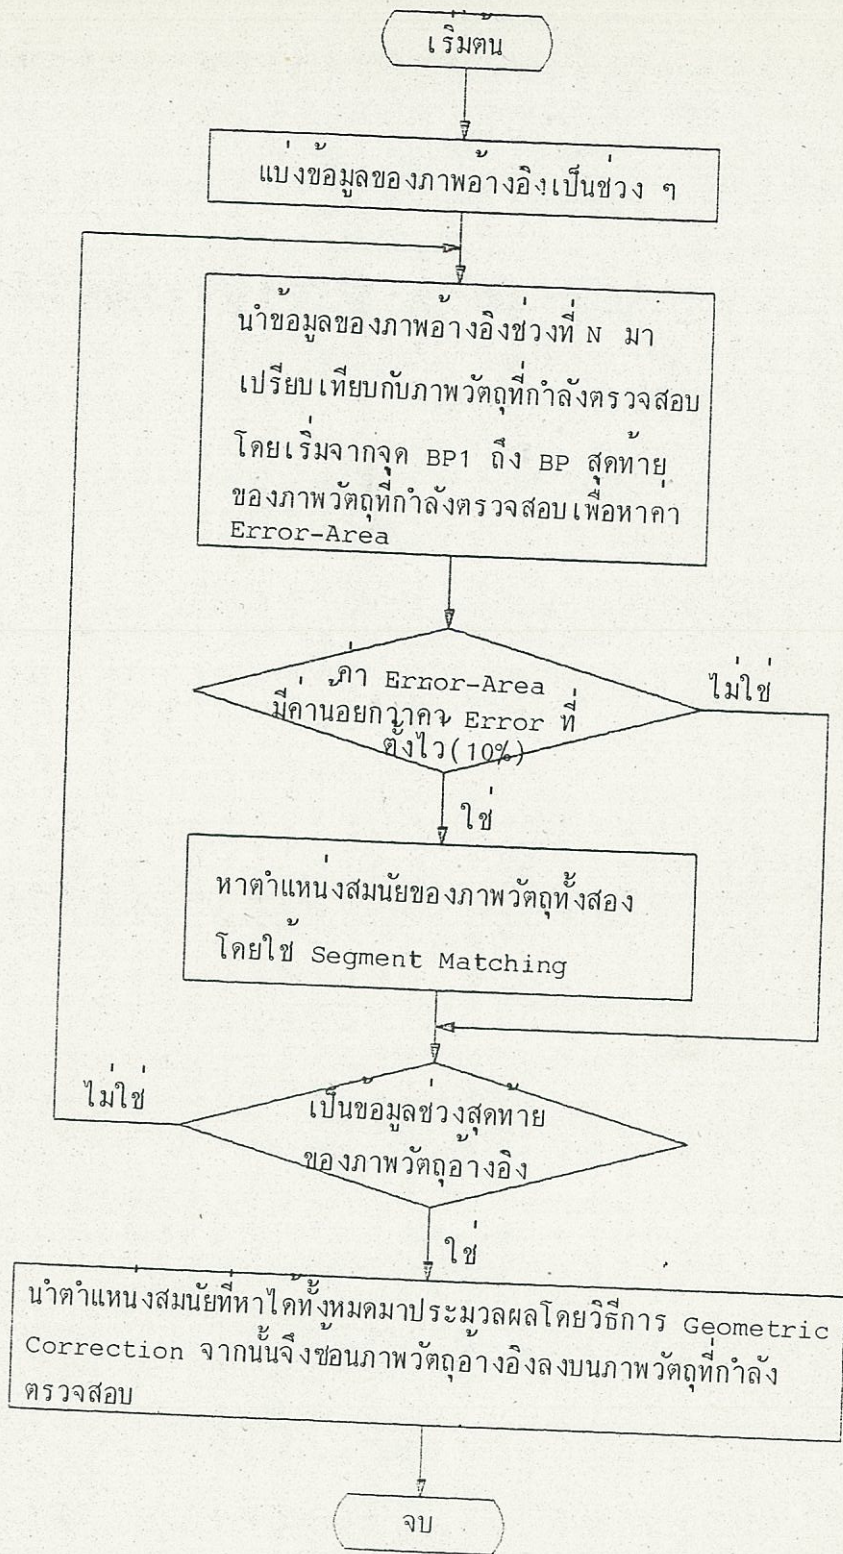 เริ่มต้น
แบ่งข้อมูลของภาพอ้างอิงเป็นช่วง ๆ
นำข้อมูลของภาพอ้างอิงช่วงที่ N มา
เปรียบเทียบกับภาพวัตถุที่กำลังตรวจสอบ
โดยเริ่มจากจุด BP1 ถึง BP สุดท้าย
ของภาพวัตถุที่กำลังตรวจสอบเพื่อหาค่า
Error-Area
ค่า Error-Area
มีค่าน้อยกว่าค่า Error ที่
ตั้งไว้(10%)
ไม่ใช่
ใช่
หาตำแหน่งสมนัยของภาพวัตถุทั้งสอง
โดยใช้ Segment Matching
ไม่ใช่
เป็นข้อมูลช่วงสุดท้าย
ของภาพวัตถุอ้างอิง
ใช่
นำตำแหน่งสมนัยที่หาได้ทั้งหมดมาประมวลผลโดยวิธีการ Geometric
Correction จากนั้นจึงซ้อนภาพวัตถุอ้างอิงลงบนภาพวัตถุที่กำลัง
ตรวจสอบ
จบ